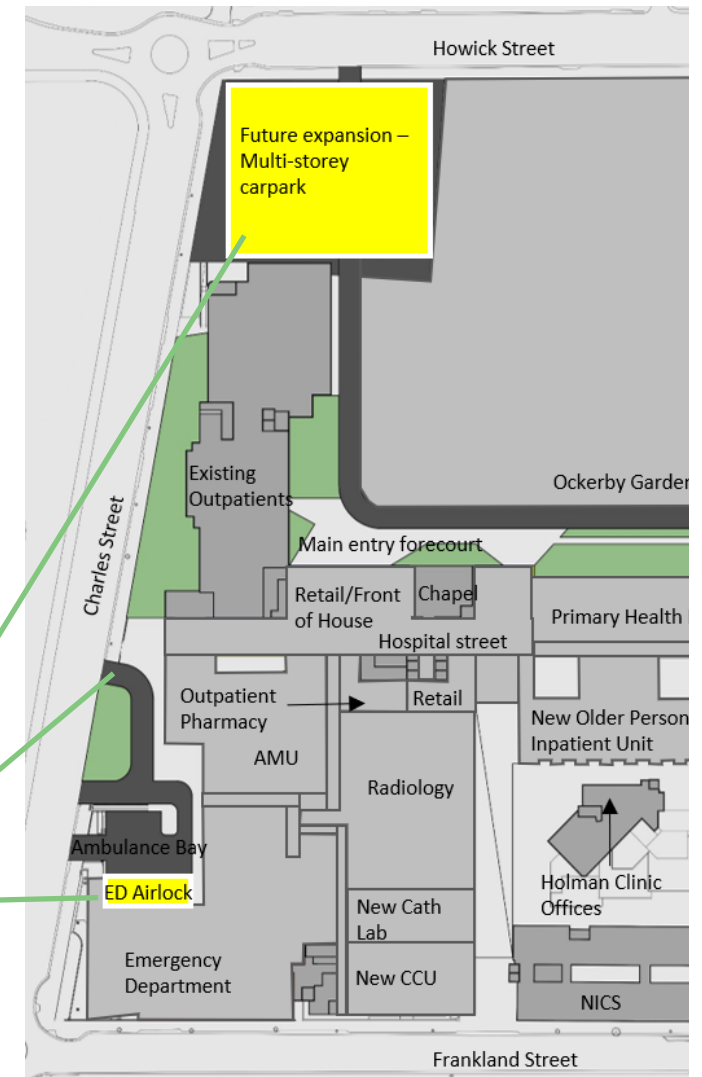 Howick Street
Future expansion –
Multi-storey
carpark
Existing
Outpatients
Ockerby Garden
Charles Street
Main entry forecourt
Retail/Front
of House
Chapel
Primary Health
Hospital street
Outpatient
Pharmacy
Retail
New Older Person
Inpatient Unit
AMU
Radiology
Ambulance Bay
ED Airlock
Holman Clinic
Offices
New Cath
Lab
Emergency
Department
New CCU
NICS
Frankland Street